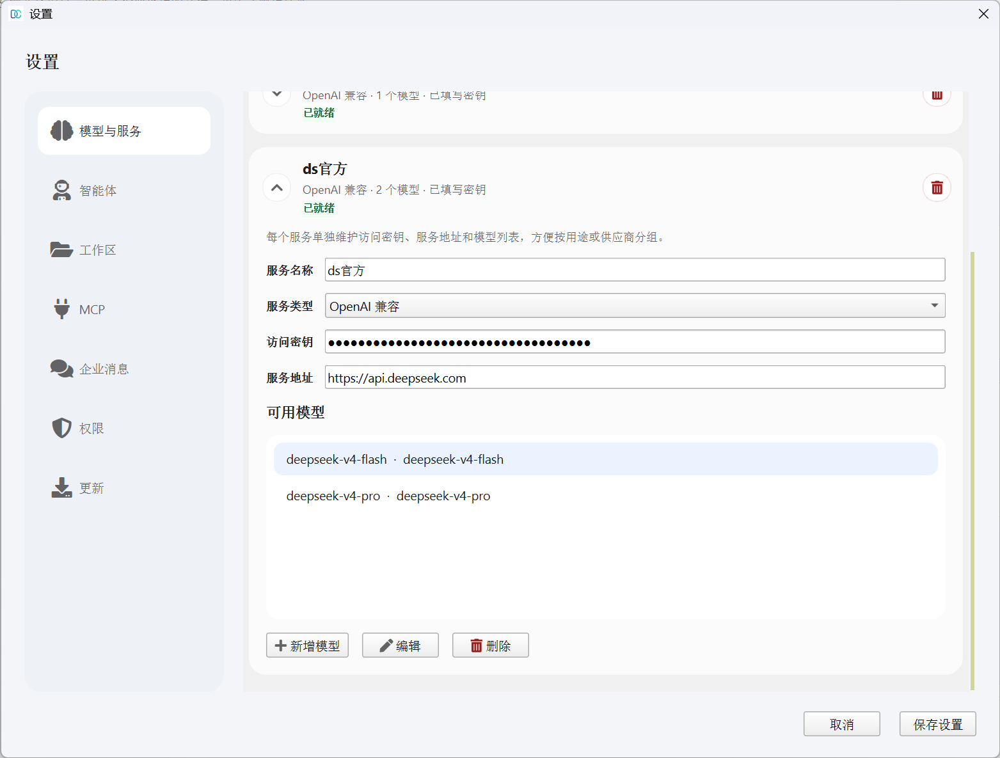 设置
设置
模型与服务
智能体
工作区
MCP
企业消息
权限
更新
OpenAI 兼容 · 1 个模型 · 已填写密钥
已就绪
ds官方
OpenAI 兼容 · 2 个模型 · 已填写密钥
已就绪
每个服务单独维护访问密钥、服务地址和模型列表，方便按用途或供应商分组。
服务名称 ds官方
服务类型 OpenAI 兼容
访问密钥 ●●●●●●●●●●●●●●●●●●●●●●●●●●●●●●●●●●●
服务地址 https://api.deepseek.com
可用模型
deepseek-v4-flash · deepseek-v4-flash
deepseek-v4-pro · deepseek-v4-pro
新增模型 编辑 删除
取消 保存设置